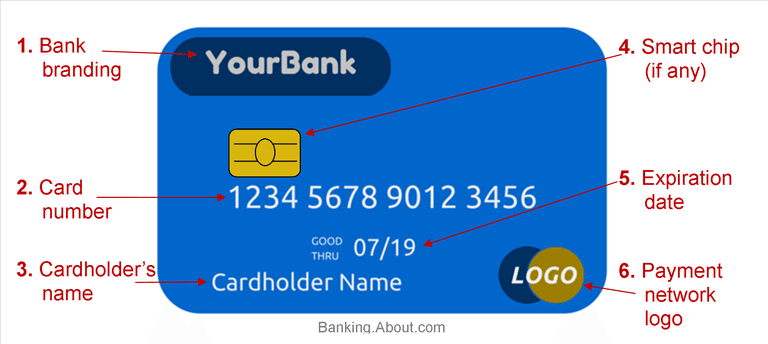 1. Bank
branding
YourBank
4. Smart chip
(if any)
2. Card
number
1234 5678 9012 3456
5. Expiration
date
GOOD
THRU
07/19
3. Cardholder's
name
Cardholder Name
LOGO
6. Payment
network
logo
Banking.About.com